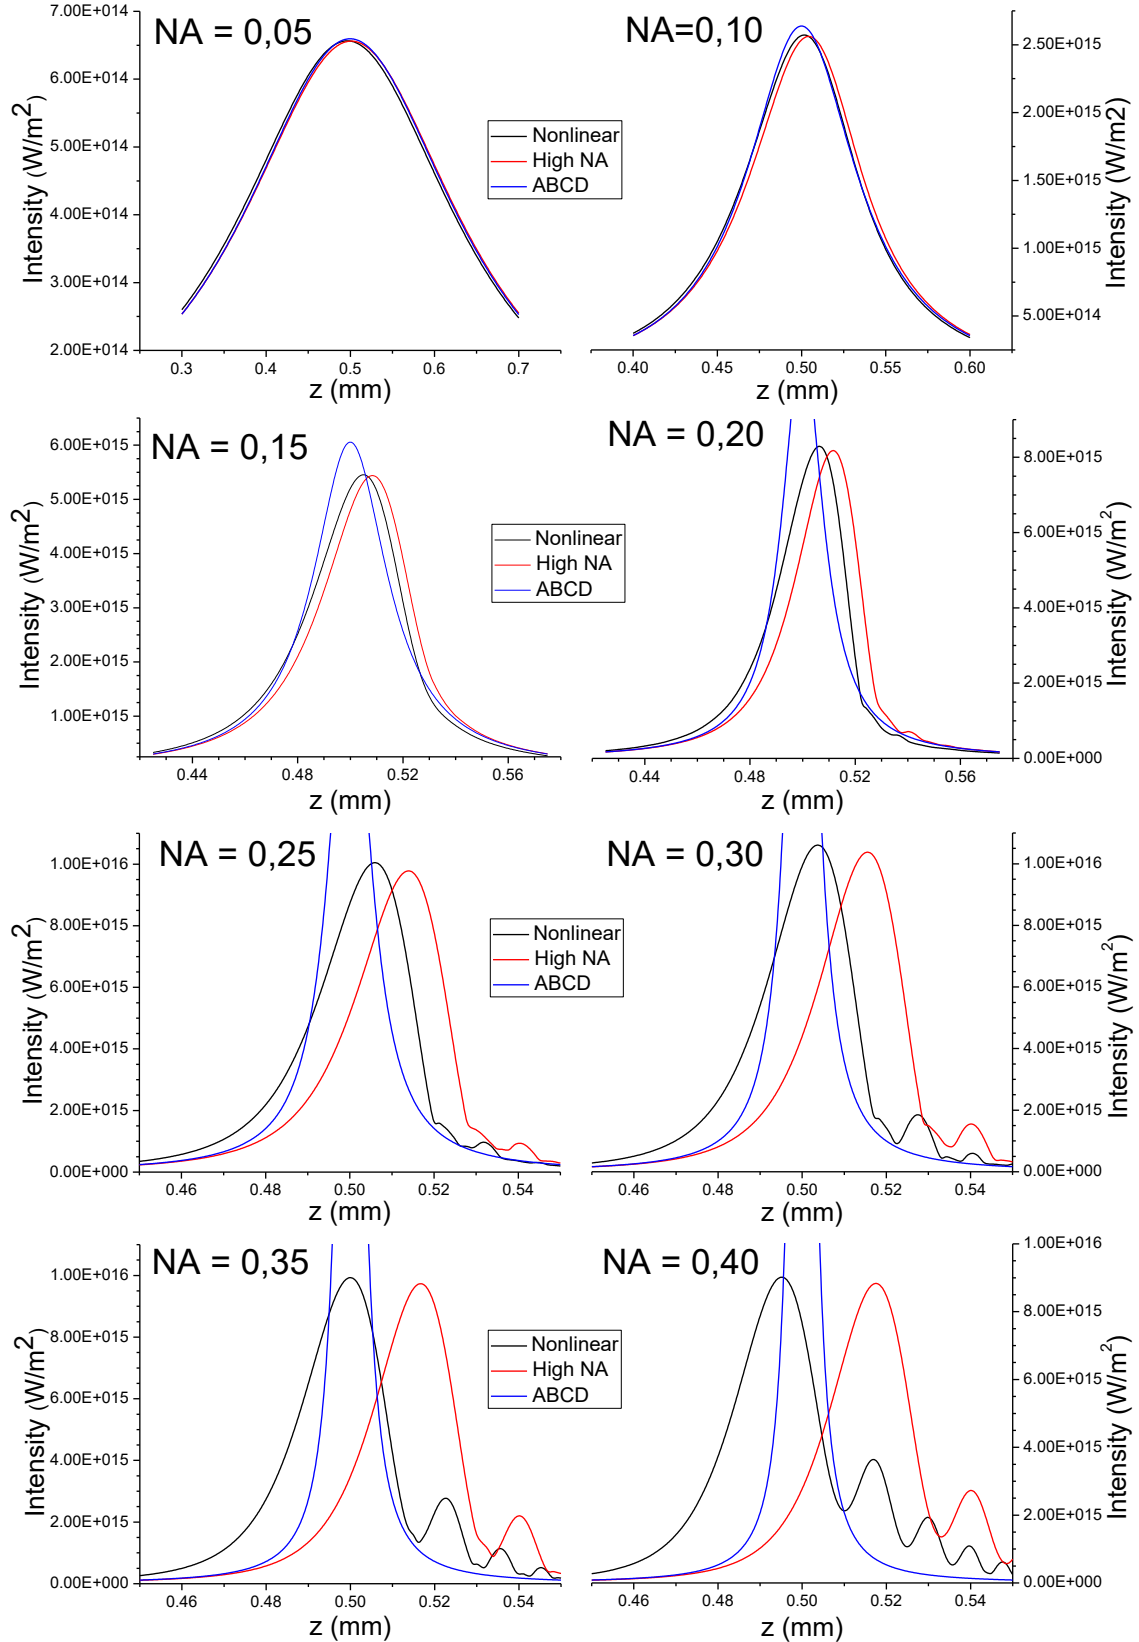 NA = 0,05
Intensity (W/m2)
7.00E+014
6.00E+014
5.00E+014
4.00E+014
3.00E+014
2.00E+014
0.3 0.4 0.5 0.6 0.7
z (mm)
Nonlinear
High NA
ABCD
NA=0,10
2.50E+015
2.00E+015
1.50E+015
1.00E+015
5.00E+014
Intensity (W/m2)
0.40 0.45 0.50 0.55 0.60
z (mm)
NA = 0,15
Intensity (W/m2)
6.00E+015
5.00E+015
4.00E+015
3.00E+015
2.00E+015
1.00E+015
0.44 0.48 0.52 0.56
z (mm)
Nonlinear
High NA
ABCD
NA = 0,20
8.00E+015
6.00E+015
4.00E+015
2.00E+015
0.00E+000
Intensity (W/m2)
0.44 0.48 0.52 0.56
z (mm)
NA = 0,25
Intensity (W/m2)
1.00E+016
8.00E+015
6.00E+015
4.00E+015
2.00E+015
0.00E+000
0.46 0.48 0.50 0.52 0.54
z (mm)
Nonlinear
High NA
ABCD
NA = 0,30
1.00E+016
8.00E+015
6.00E+015
4.00E+015
2.00E+015
0.00E+000
Intensity (W/m2)
0.46 0.48 0.50 0.52 0.54
z (mm)
NA = 0,35
Intensity (W/m2)
1.00E+016
8.00E+015
6.00E+015
4.00E+015
2.00E+015
0.00E+000
0.46 0.48 0.50 0.52 0.54
z (mm)
Nonlinear
High NA
ABCD
NA = 0,40
1.00E+016
8.00E+015
6.00E+015
4.00E+015
2.00E+015
0.00E+000
Intensity (W/m2)
0.46 0.48 0.50 0.52 0.54
z (mm)